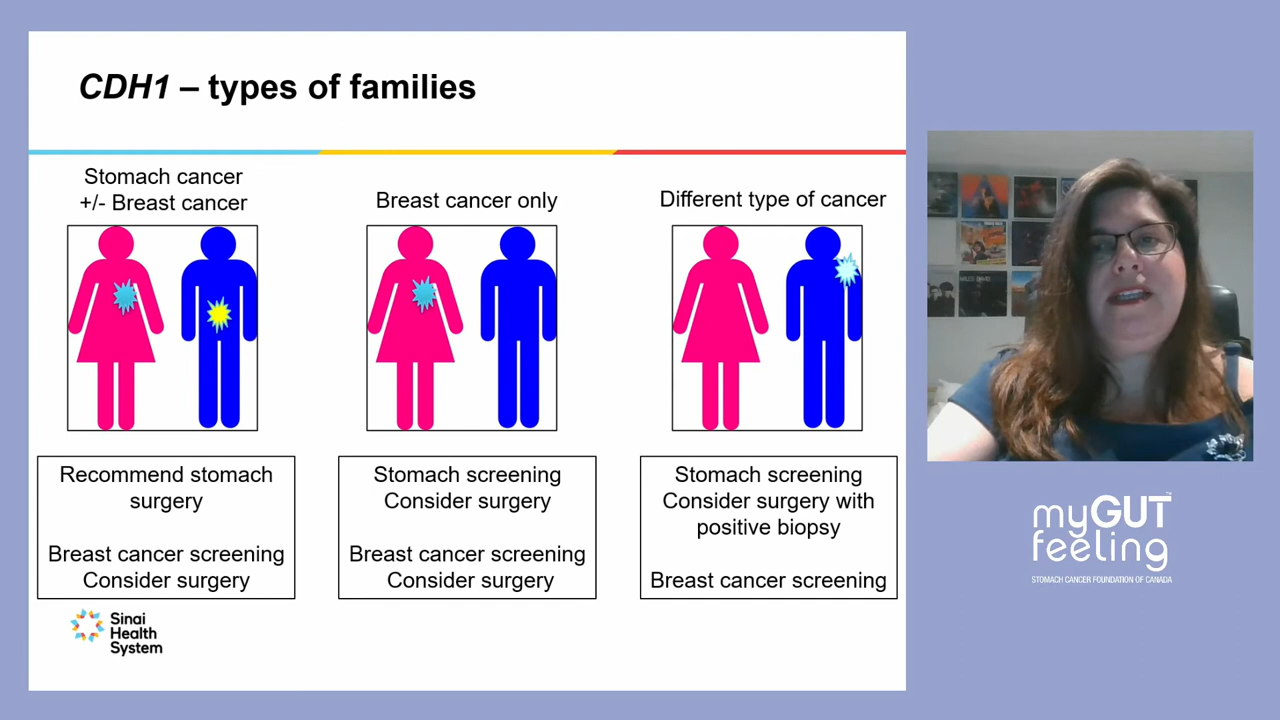 CDH1 – types of families
Stomach cancer
+/- Breast cancer
Breast cancer only
Different type of cancer
Recommend stomach
surgery
Breast cancer screening
Consider surgery
Stomach screening
Consider surgery
Breast cancer screening
Consider surgery
Stomach screening
Consider surgery with
positive biopsy
Breast cancer screening
Sinai
Health
System
myGUT™
feeling
STOMACH CANCER FOUNDATION OF CANADA